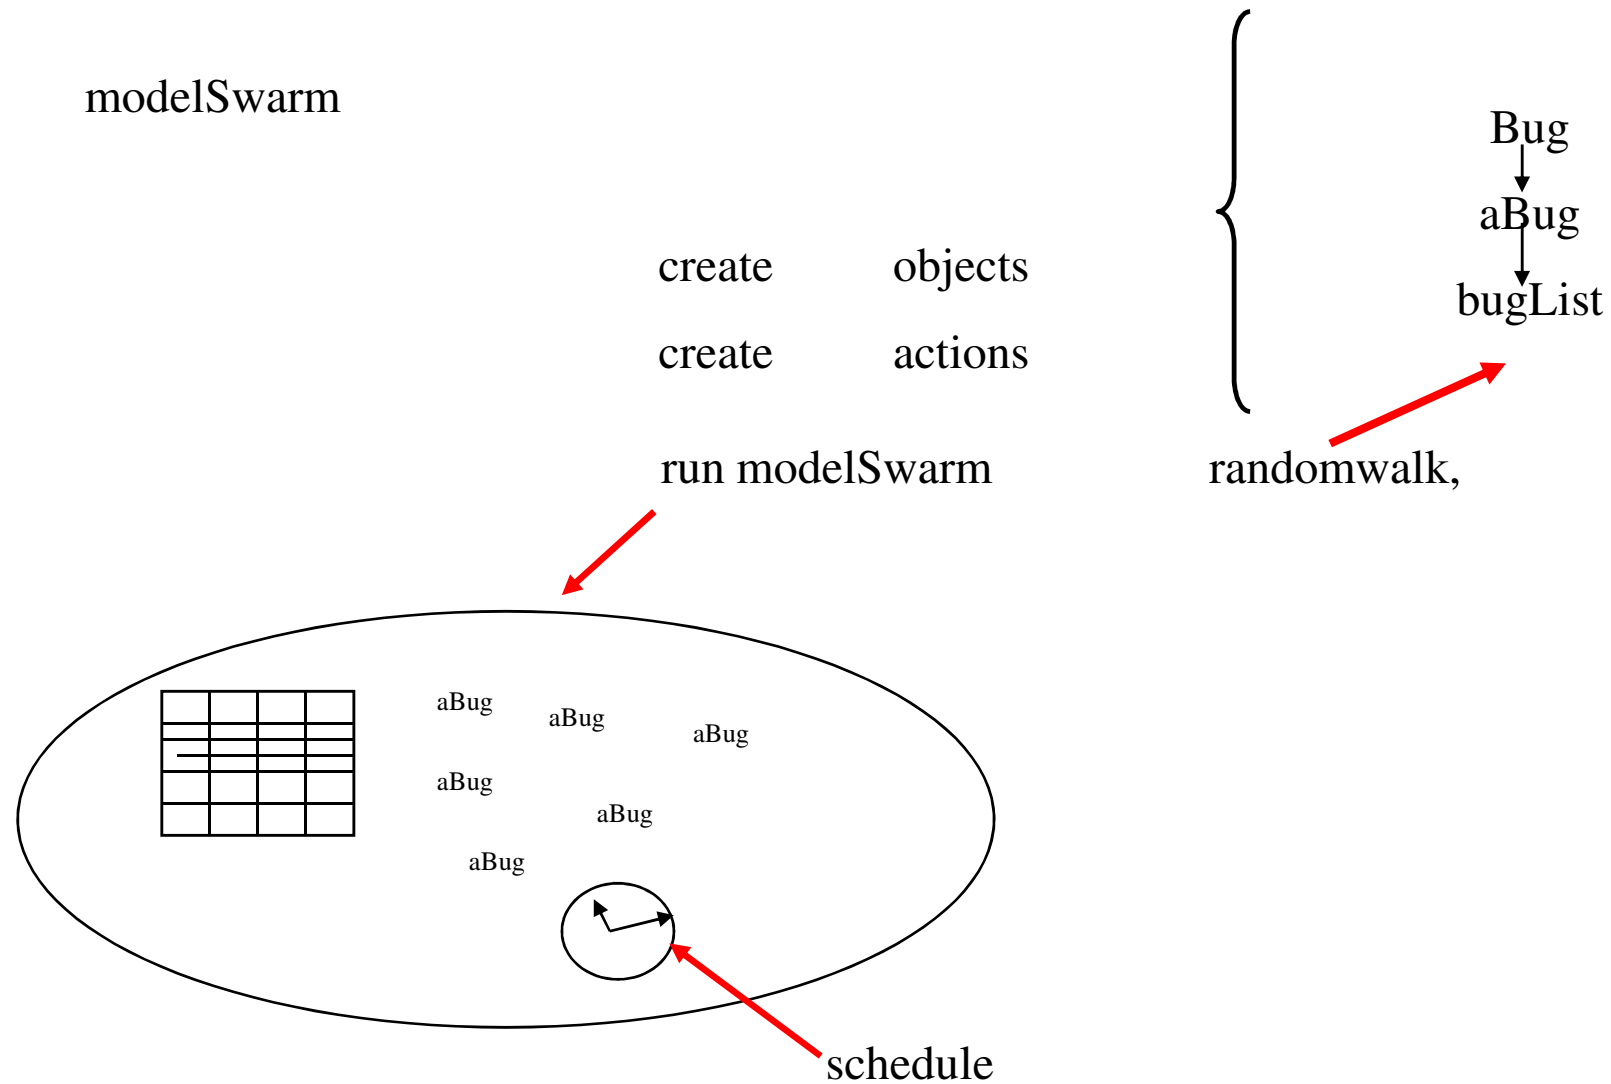 modelSwarm
Bug
aBug
create objects
bugList
create actions
run modelSwarm randomwalk,
aBug
aBug
aBug
aBug
aBug
aBug
schedule